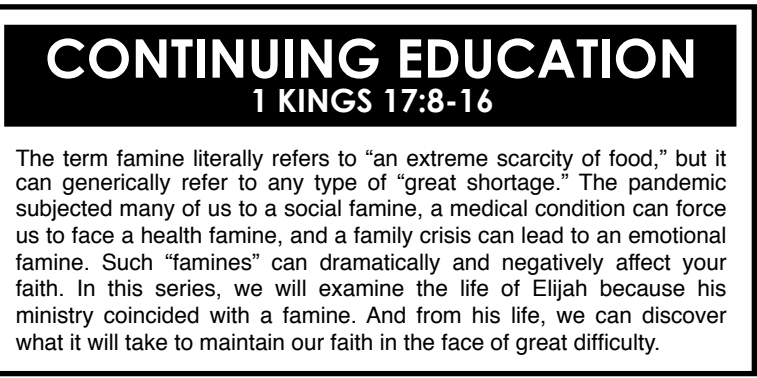 CONTINUING EDUCATION
1 KINGS 17:8-16
The term famine literally refers to “an extreme scarcity of food,” but it
can generically refer to any type of “great shortage.” The pandemic
subjected many of us to a social famine, a medical condition can force
us to face a health famine, and a family crisis can lead to an emotional
famine. Such “famines” can dramatically and negatively affect your
faith. In this series, we will examine the life of Elijah because his
ministry coincided with a famine. And from his life, we can discover
what it will take to maintain our faith in the face of great difficulty.